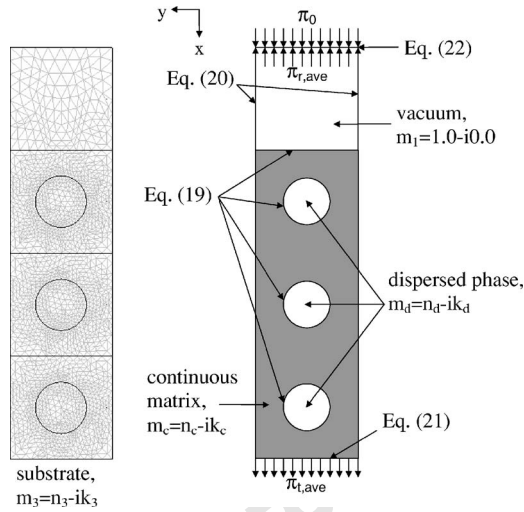 y
x
π0
Eq. (22)
πr,ave
Eq. (20)
vacuum,
m1=1.0-i0.0
Eq. (19)
dispersed phase,
md=nd-ikd
continuous
matrix,
mc=nc-ikc
Eq. (21)
substrate,
m3=n3-ik3
πt,ave